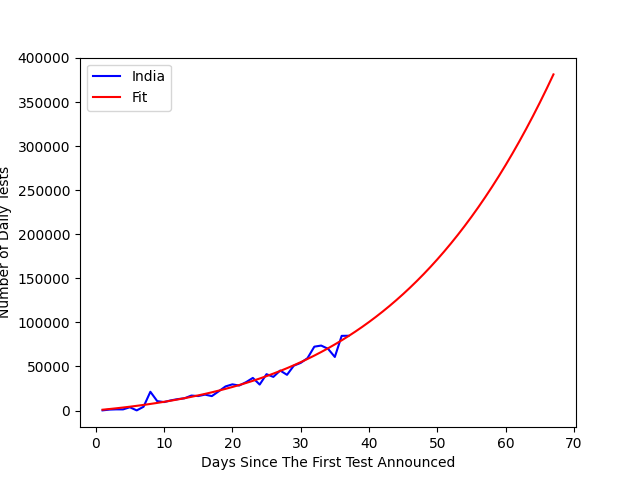 400000
350000
300000
250000
200000
150000
100000
50000
0
Number of Daily Tests
India
Fit
0 10 20 30 40 50 60 70
Days Since The First Test Announced